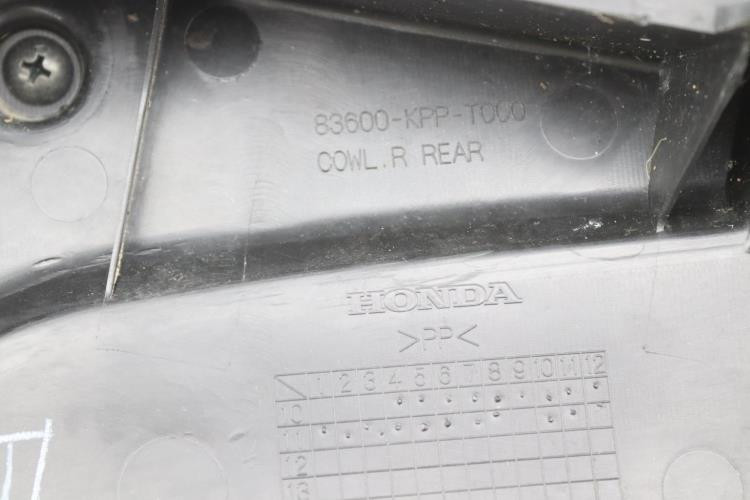 83600-KPP-T000
COWL.R REAR
HONDA
>PP<
1 2 3 4 5 6 7 8 9 10 11 12
10
11
12
13